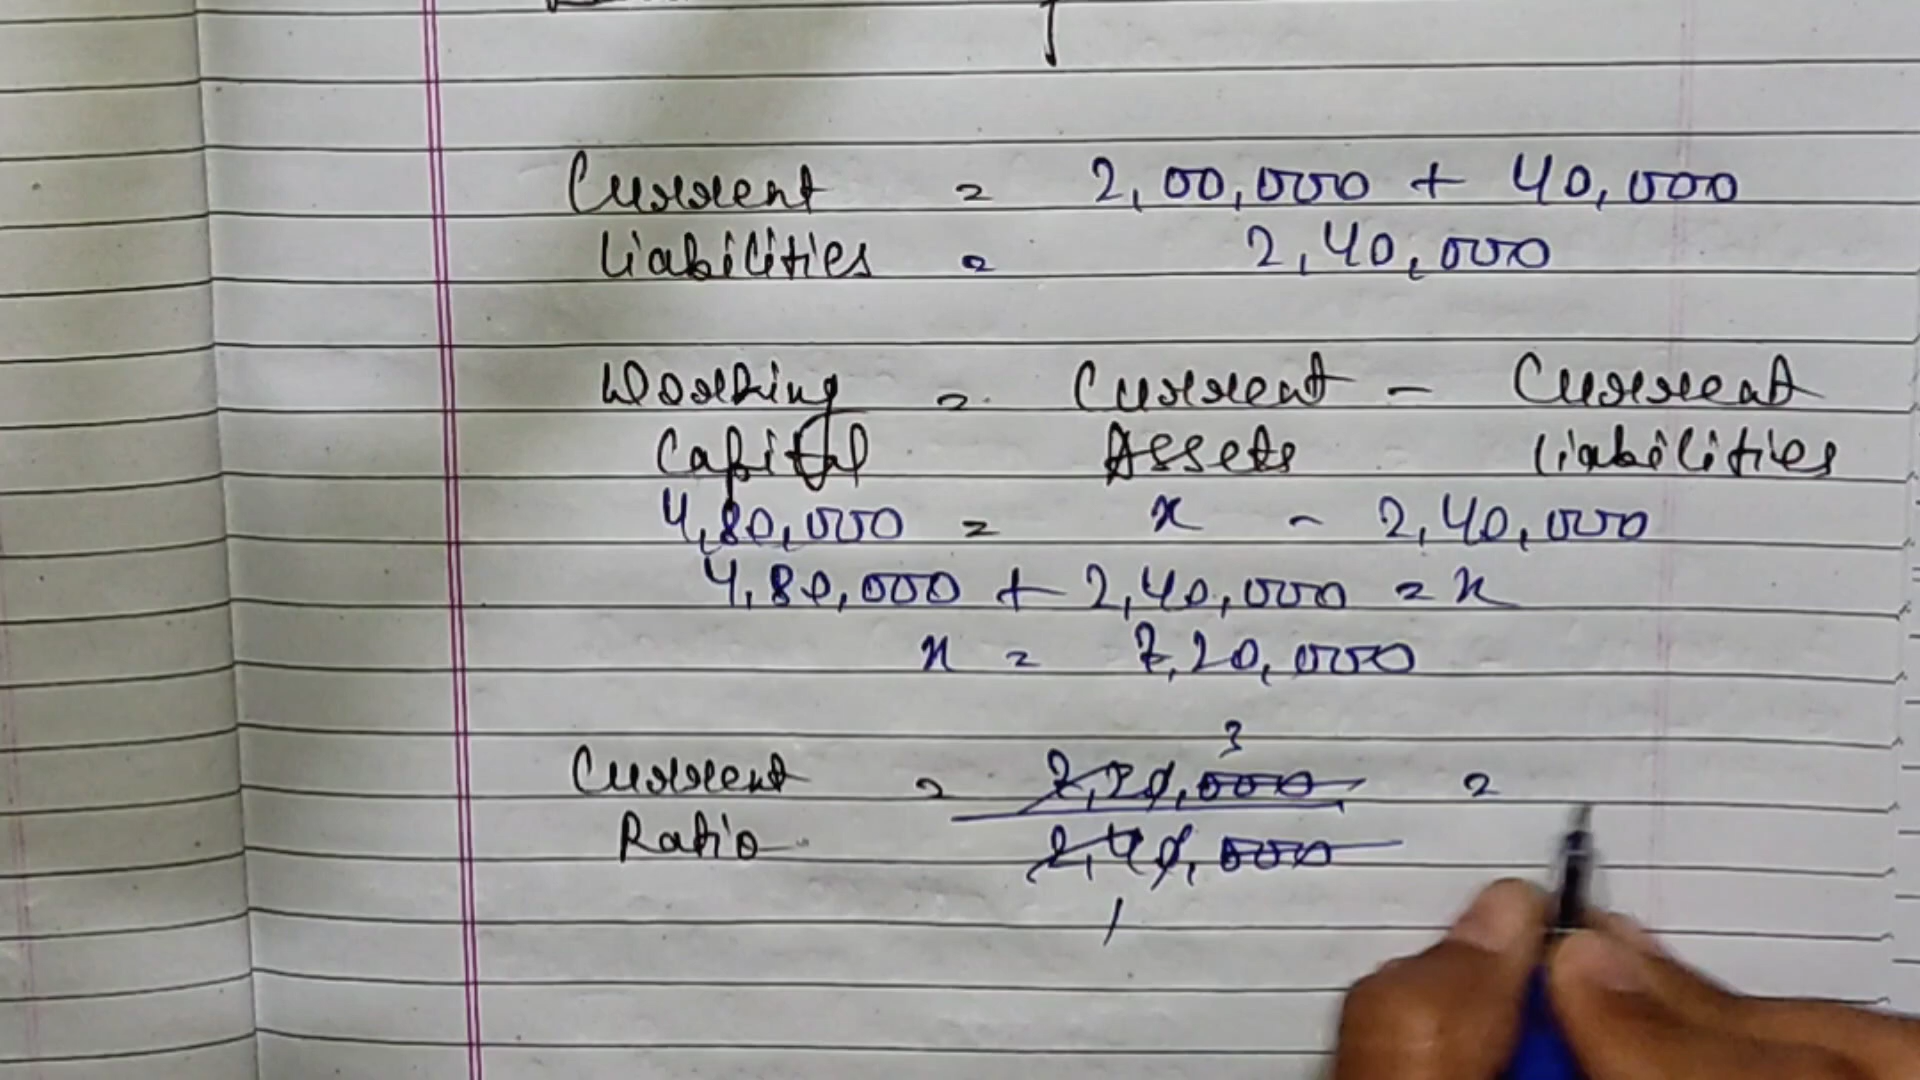 Current = 2,00,000 + 40,000
liabilities = 2,40,000
Working = Current - Current
Capital Assets liabilities
4,80,000 = x - 2,40,000
4,80,000 + 2,40,000 = x
x = 7,20,000
3
Current = 7,20,000 =
Ratio 2,40,000
1